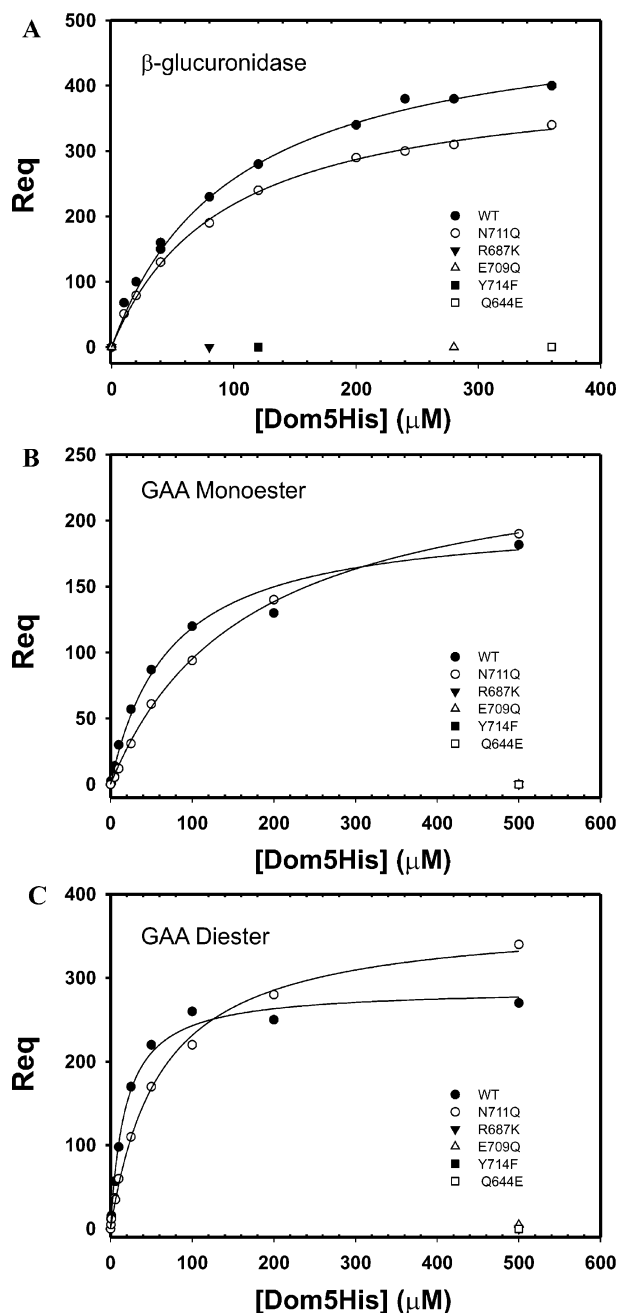 A
β-glucuronidase
500
400
300
200
100
0
Req
WT
N711Q
R687K
E709Q
Y714F
Q644E
0 100 200 300 400
[Dom5His] (μM)
B
GAA Monoester
250
200
150
100
50
0
Req
WT
N711Q
R687K
E709Q
Y714F
Q644E
0 100 200 300 400 500 600
[Dom5His] (μM)
C
GAA Diester
400
300
200
100
0
Req
WT
N711Q
R687K
E709Q
Y714F
Q644E
0 100 200 300 400 500 600
[Dom5His] (μM)